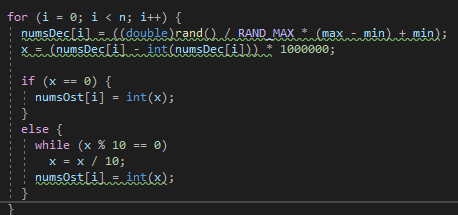 for (i = 0; i < n; i++) {
numsDec[i] = ((double)rand() / RAND_MAX * (max - min) + min);
x = (numsDec[i] - int(numsDec[i])) * 1000000;
if (x == 0) {
numsOst[i] = int(x);
}
else {
while (x % 10 == 0)
x = x / 10;
numsOst[i] = int(x);
}
}